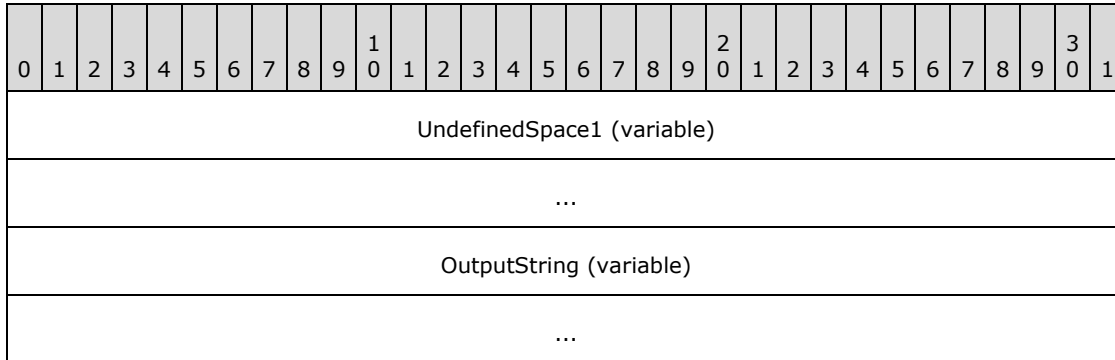 1 2 3
0 1 2 3 4 5 6 7 8 9 0 1 2 3 4 5 6 7 8 9 0 1 2 3 4 5 6 7 8 9 0 1
UndefinedSpace1 (variable)
...
OutputString (variable)
...